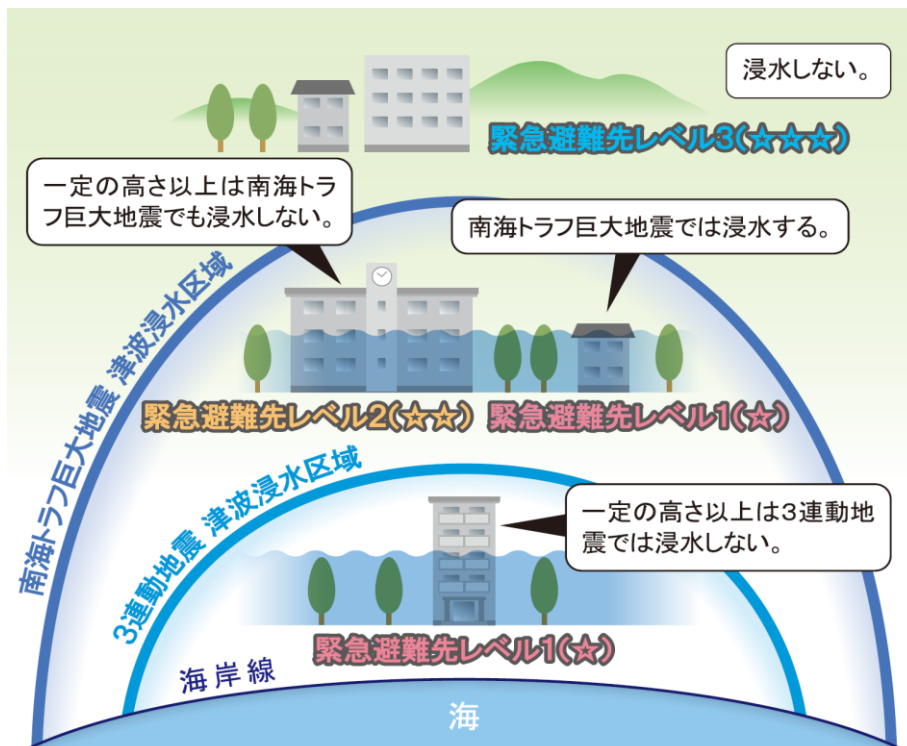 浸水しない。
緊急避難先レベル3(☆☆☆)
一定の高さ以上は南海トラ
フ巨大地震でも浸水しない。
南海トラフ巨大地震では浸水する。
南海トラフ巨大地震 津波浸水区域
緊急避難先レベル2(☆☆)
緊急避難先レベル1(☆)
3連動地震 津波浸水区域
一定の高さ以上は3連動地
震では浸水しない。
緊急避難先レベル1(☆)
海岸線
海